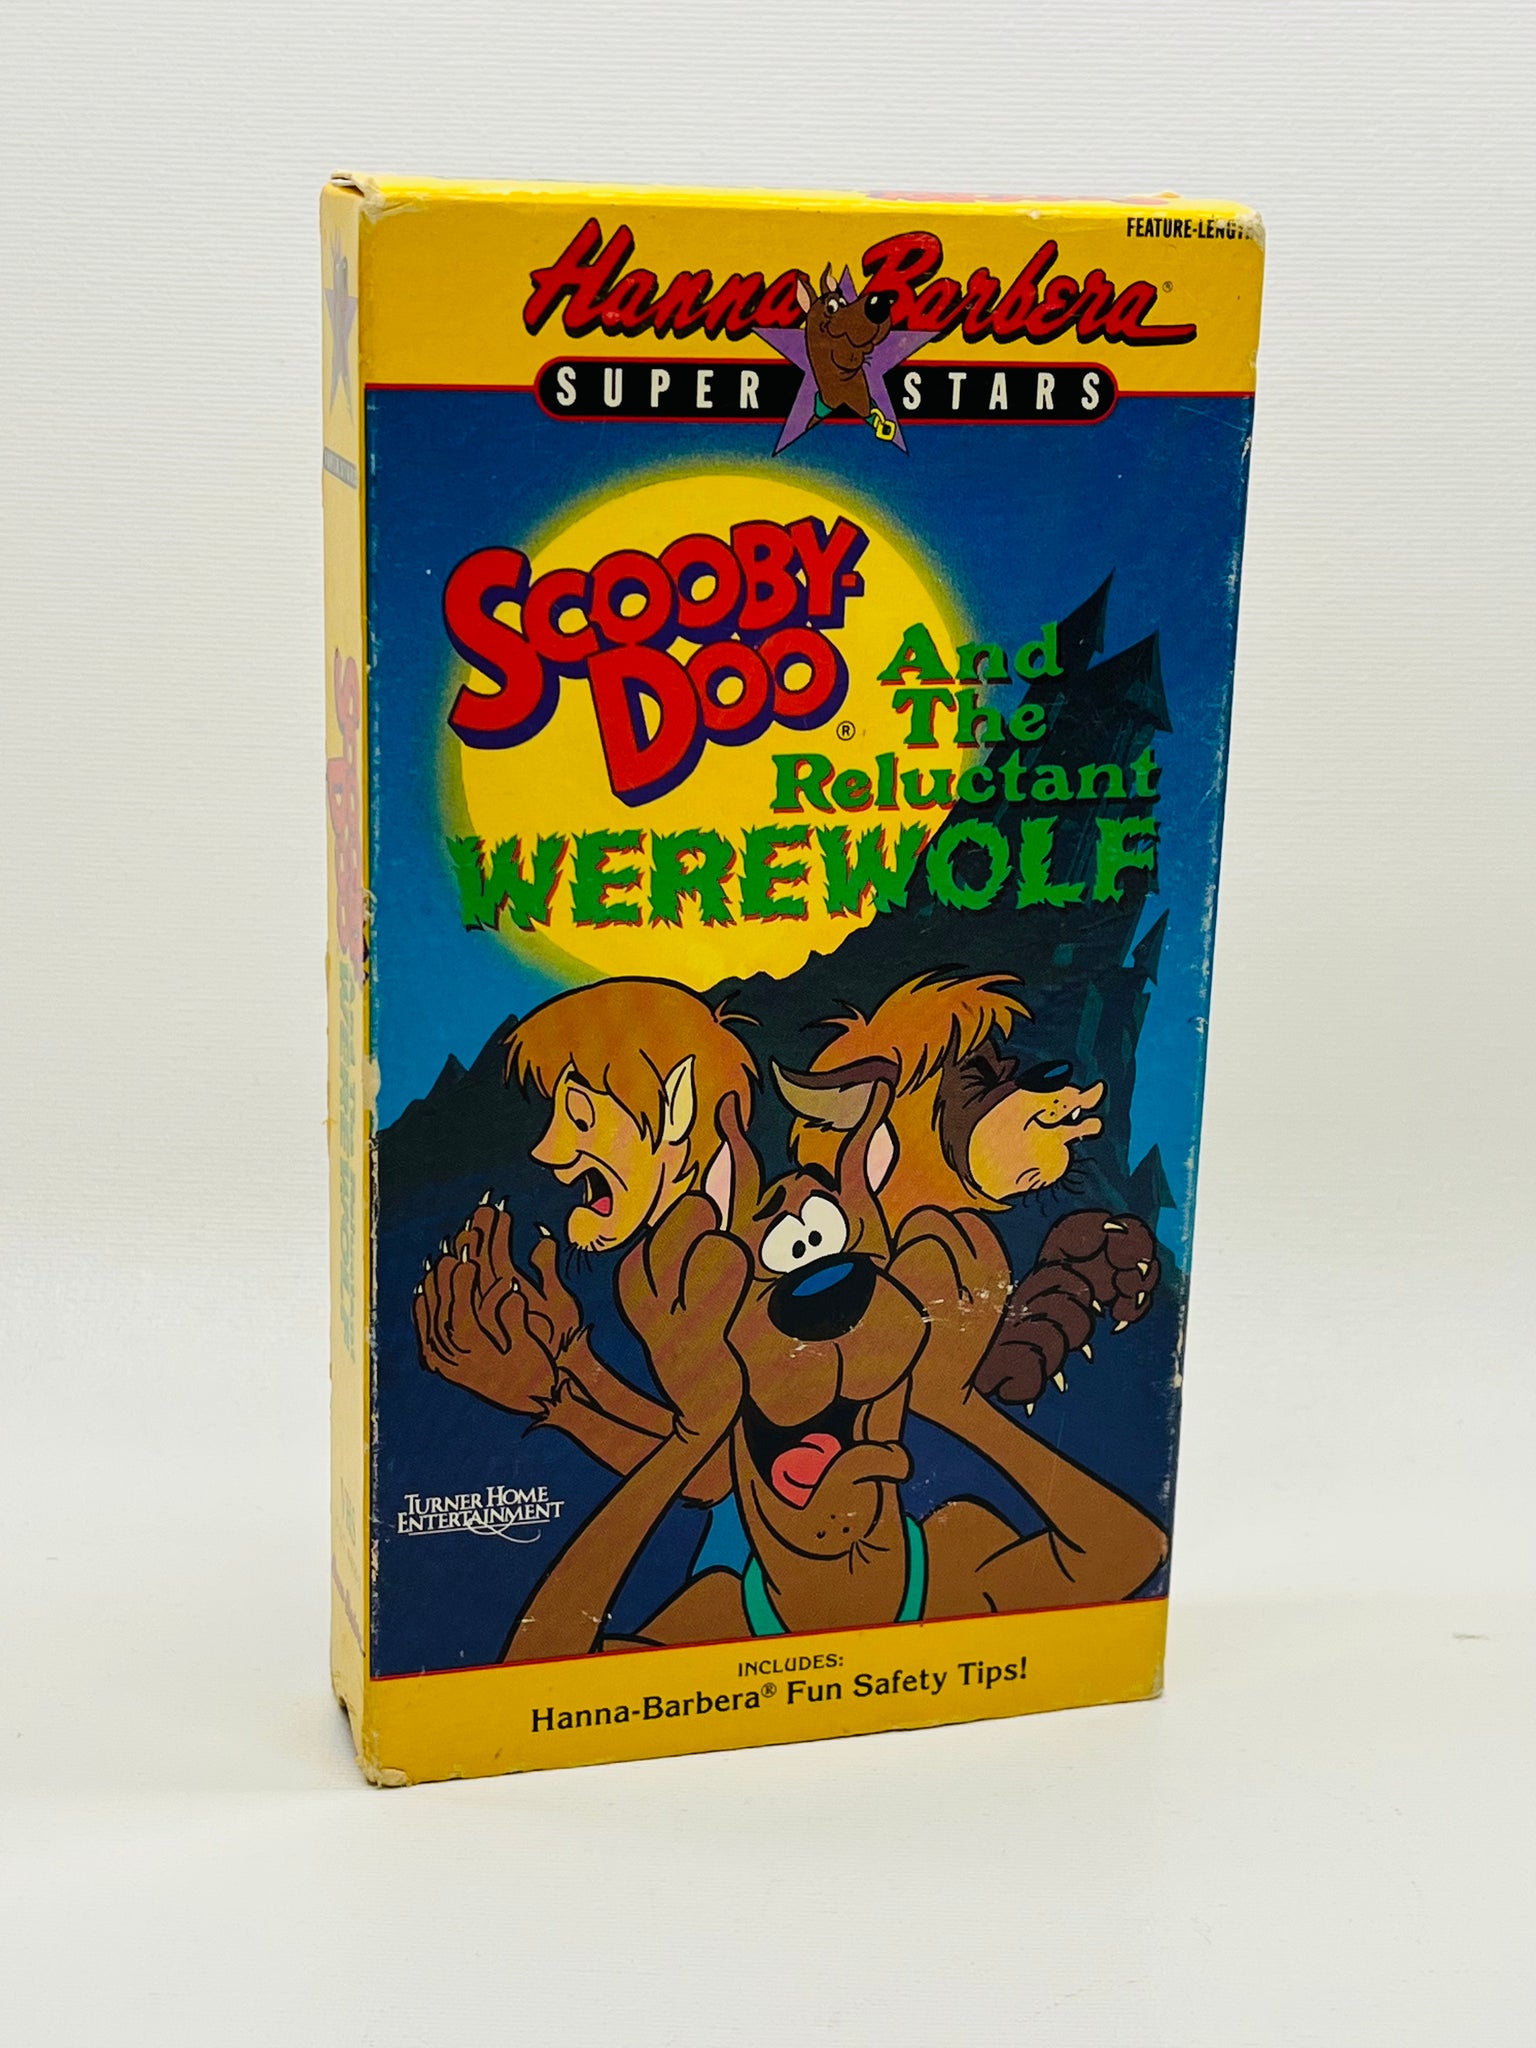 FEATURE-LENGT
Hanna Barbera®
SUPER STARS
SCOOBY-
DOO®
And
The
Reluctant
WEREWOLF
TURNER HOME
ENTERTAINMENT
INCLUDES:
Hanna-Barbera® Fun Safety Tips!